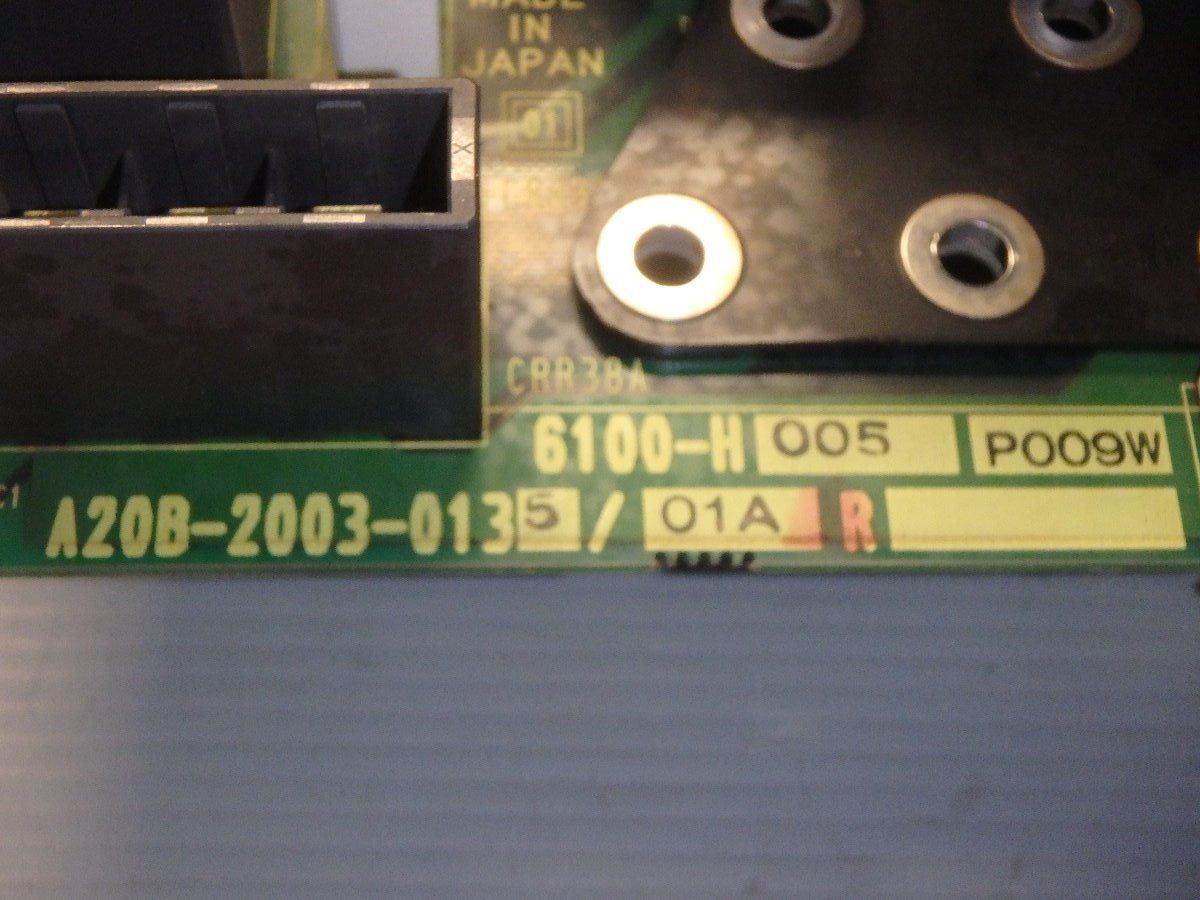 MADE
IN
JAPAN
01
CRR38A
6100-H 005 P009W
A20B-2003-0135 / 01A R